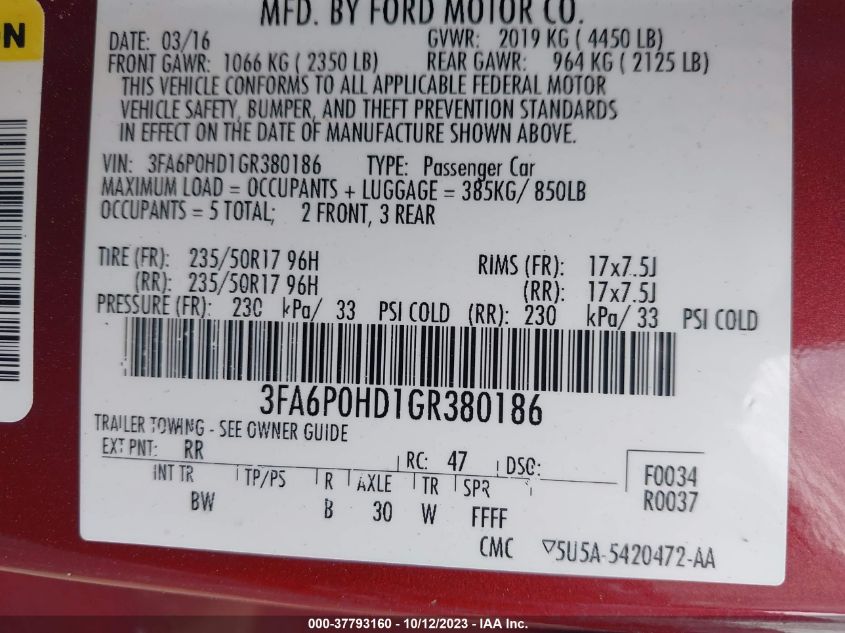 ON
MFD. BY FORD MOTOR CO.
DATE: 03/16 GVWR: 2019 KG ( 4450 LB)
FRONT GAWR: 1066 KG ( 2350 LB) REAR GAWR: 964 KG ( 2125 LB)
THIS VEHICLE CONFORMS TO ALL APPLICABLE FEDERAL MOTOR
VEHICLE SAFETY, BUMPER, AND THEFT PREVENTION STANDARDS
IN EFFECT ON THE DATE OF MANUFACTURE SHOWN ABOVE.
VIN: 3FA6P0HD1GR380186 TYPE: Passenger Car
MAXIMUM LOAD = OCCUPANTS + LUGGAGE = 385KG/ 850LB
OCCUPANTS = 5 TOTAL; 2 FRONT, 3 REAR
TIRE (FR): 235/50R17 96H RIMS (FR): 17x7.5J
(RR): 235/50R17 96H (RR): 17x7.5J
PRESSURE (FR): 230 kPa/ 33 PSI COLD (RR): 230 kPa/ 33 PSI COLD
3FA6P0HD1GR380186
TRAILER TOWING - SEE OWNER GUIDE
EXT PNT: RR RC: 47 DSO:
INT TR TP/PS R AXLE TR SPR
BW B 30 W FFFF
F0034
R0037
CMC ▽5U5A-5420472-AA
000-37793160 - 10/12/2023 - IAA Inc.